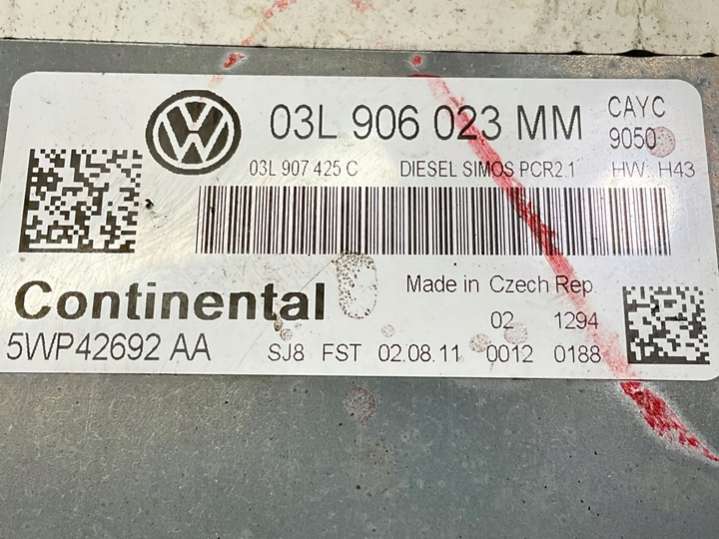 03L 906 023 MM CAYC
9050
03L 907 425 C DIESEL SIMOS PCR2.1 HW: H43
Continental Made in Czech Rep.
02 1294
5WP42692 AA SJ8 FST 02.08.11 0012 0188